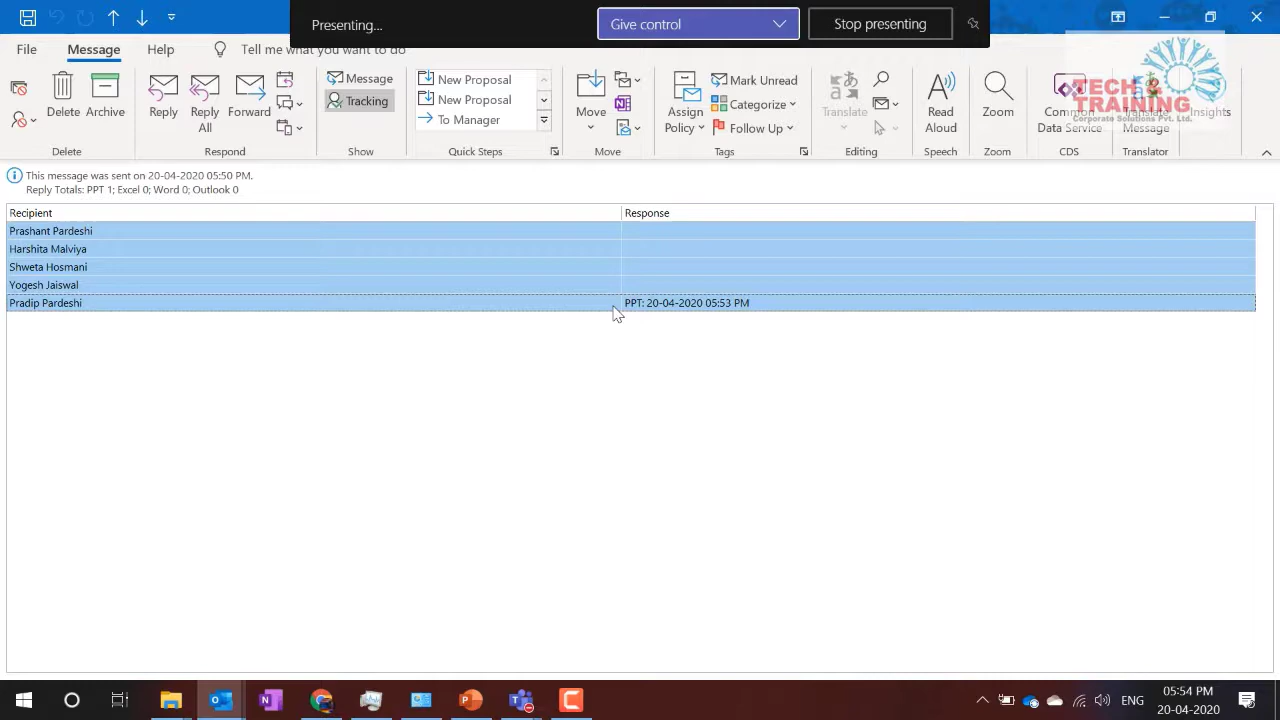 Presenting...
Give control
Stop presenting
File
Message
Help
Tell me what you want to do
Delete
Archive
Reply
Reply All
Forward
Message
Tracking
New Proposal
New Proposal
To Manager
Move
Assign Policy
Mark Unread
Categorize
Follow Up
Translate
Read Aloud
Zoom
Common Data Service
Translate Message
Insights
TECH & TRAINING
Corporate Solutions Pvt. Ltd.
Delete
Respond
Show
Quick Steps
Move
Tags
Editing
Speech
Zoom
CDS
Translator
This message was sent on 20-04-2020 05:50 PM.
Reply Totals: PPT 1; Excel 0; Word 0; Outlook 0
Recipient
Response
Prashant Pardeshi
Harshita Malviya
Shweta Hosmani
Yogesh Jaiswal
Pradip Pardeshi
PPT: 20-04-2020 05:53 PM
ENG
05:54 PM
20-04-2020